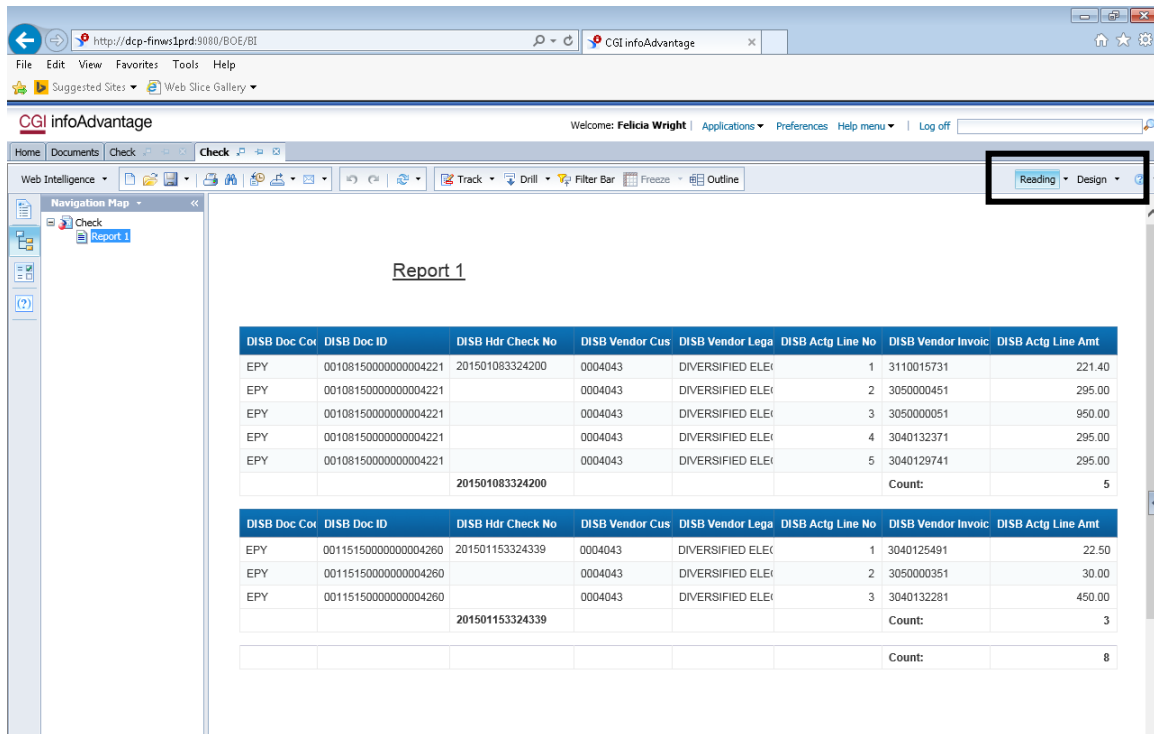 http://dcp-finws1prd:9080/BOE/BI
CGI infoAdvantage
File Edit View Favorites Tools Help
Suggested Sites Web Slice Gallery
CGI infoAdvantage
Welcome: Felicia Wright | Applications Preferences Help menu | Log off
Home Documents Check Check
Web Intelligence Track Drill Filter Bar Freeze Outline Reading Design
Navigation Map
Check
Report 1
Report 1
DISB Doc Co DISB Doc ID DISB Hdr Check No DISB Vendor Cus DISB Vendor Lega DISB Actg Line No DISB Vendor Invoic DISB Actg Line Amt
EPY 00108150000000004221 201501083324200 0004043 DIVERSIFIED ELE 1 3110015731 221.40
EPY 00108150000000004221 0004043 DIVERSIFIED ELE 2 3050000451 295.00
EPY 00108150000000004221 0004043 DIVERSIFIED ELE 3 3050000051 950.00
EPY 00108150000000004221 0004043 DIVERSIFIED ELE 4 3040132371 295.00
EPY 00108150000000004221 0004043 DIVERSIFIED ELE 5 3040129741 295.00
201501083324200 Count: 5
DISB Doc Co DISB Doc ID DISB Hdr Check No DISB Vendor Cus DISB Vendor Lega DISB Actg Line No DISB Vendor Invoic DISB Actg Line Amt
EPY 00115150000000004260 201501153324339 0004043 DIVERSIFIED ELE 1 3040125491 22.50
EPY 00115150000000004260 0004043 DIVERSIFIED ELE 2 3050000351 30.00
EPY 00115150000000004260 0004043 DIVERSIFIED ELE 3 3040132281 450.00
201501153324339 Count: 3
Count: 8